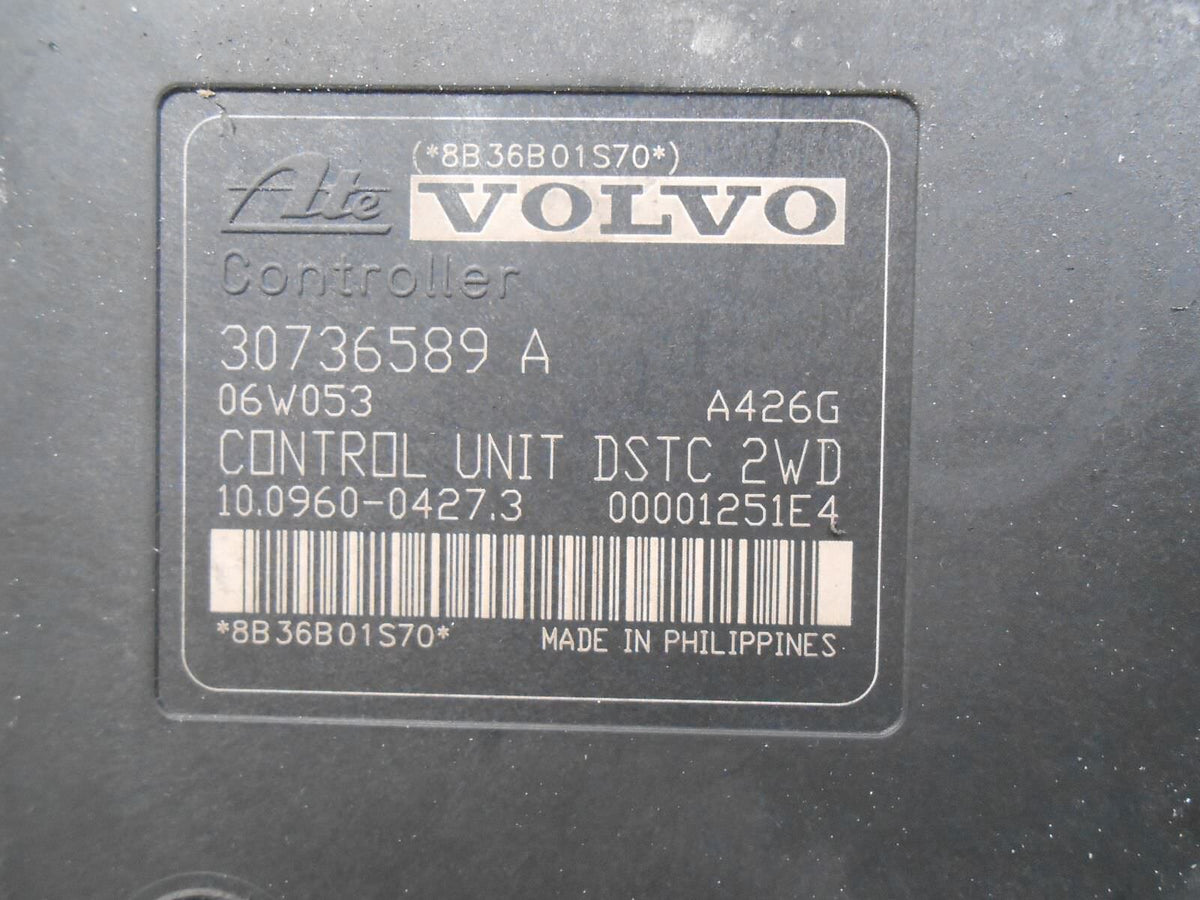 (*8B36B01S70*)
Ate VOLVO
Controller
30736589 A
06W053 A426G
CONTROL UNIT DSTC 2WD
10.0960-0427.3 00001251E4
*8B36B01S70* MADE IN PHILIPPINES